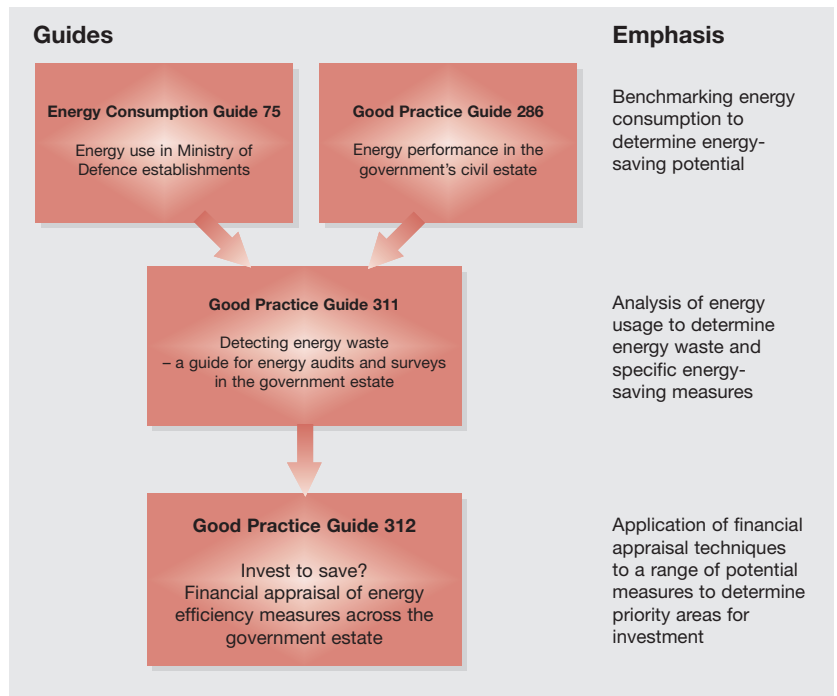 Guides
Emphasis
Energy Consumption Guide 75
Energy use in Ministry of
Defence establishments
Good Practice Guide 286
Energy performance in the
government's civil estate
Benchmarking energy
consumption to
determine energy-
saving potential
Good Practice Guide 311
Detecting energy waste
– a guide for energy audits and surveys
in the government estate
Analysis of energy
usage to determine
energy waste and
specific energy-
saving measures
Good Practice Guide 312
Invest to save?
Financial appraisal of energy
efficiency measures across the
government estate
Application of financial
appraisal techniques
to a range of potential
measures to determine
priority areas for
investment